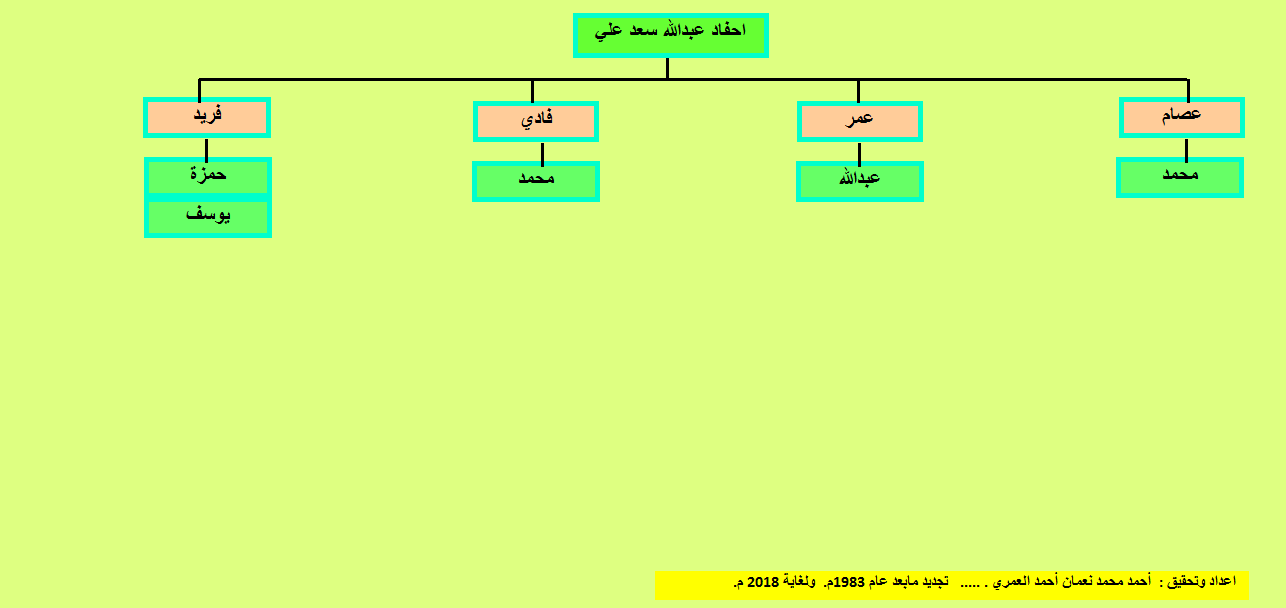 احفاد عبدالله سعد علي
عصام
عمر
فادي
فريد
محمد
عبدالله
محمد
حمزة
يوسف
اعداد وتحقيق : أحمد محمد نعمان أحمد العمري . ..... تجديد مابعد عام 1983م. ولغاية 2018 م.